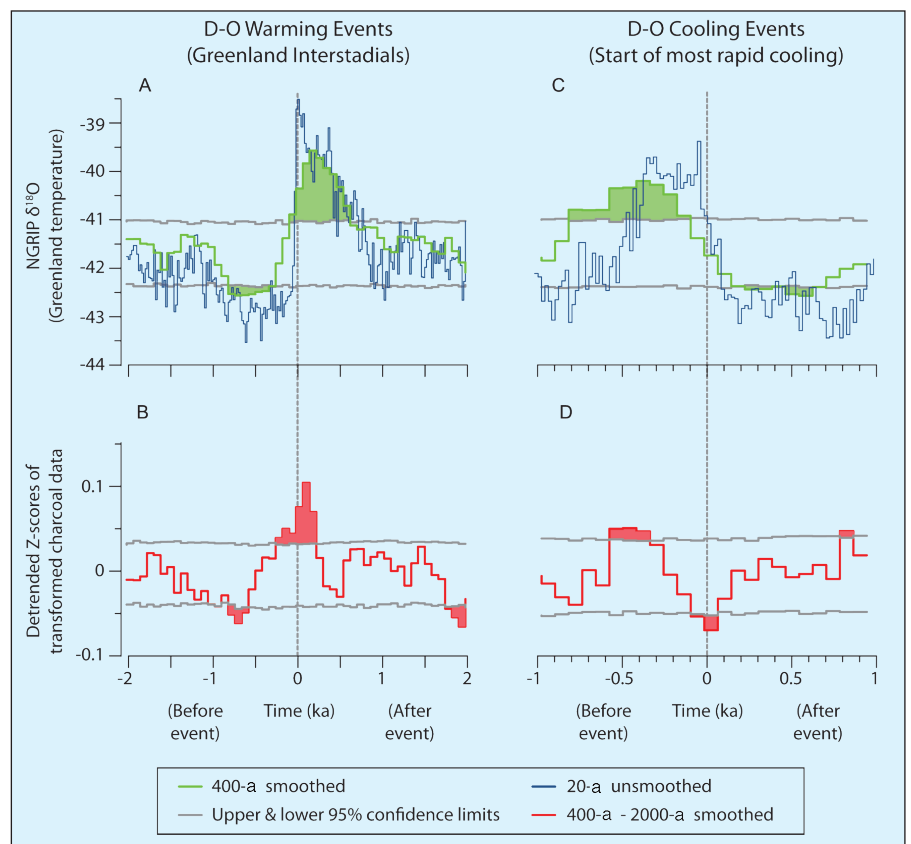 D-O Warming Events
(Greenland Interstadials)
D-O Cooling Events
(Start of most rapid cooling)
A
C
NGRIP δ¹⁸O
(Greenland temperature)
-39
-40
-41
-42
-43
-44
B
D
Detrended Z-scores of
transformed charcoal data
0.1
0
-0.1
-2 -1 0 1 2
-1 -0.5 0 0.5 1
(Before
event)
Time (ka)
(After
event)
(Before
event)
Time (ka)
(After
event)
400-a smoothed
20-a unsmoothed
Upper & lower 95% confidence limits
400-a - 2000-a smoothed